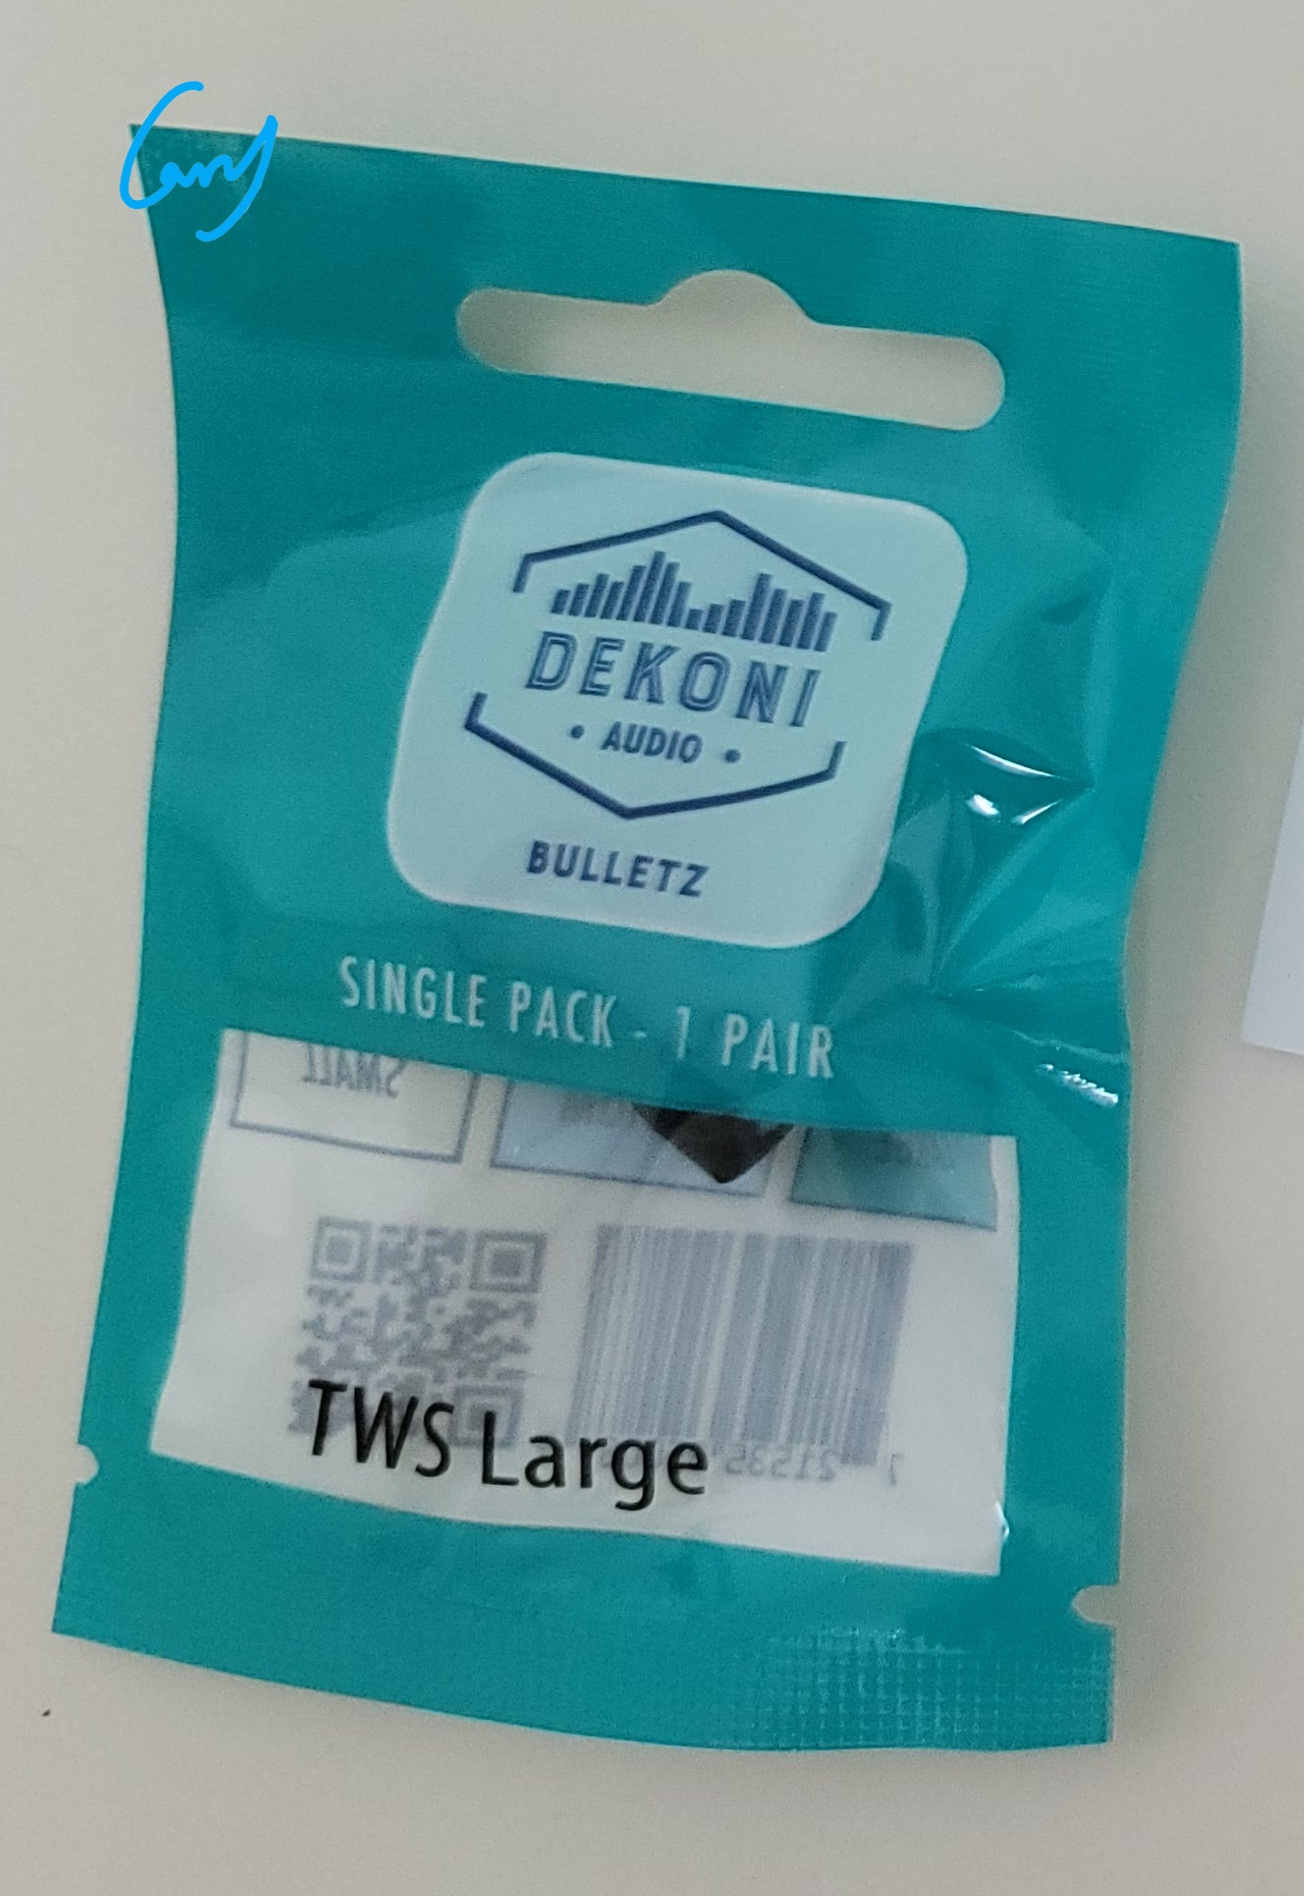 DEKONI
• AUDIO •
BULLETZ
SINGLE PACK - 1 PAIR
SMALL
TWS Large